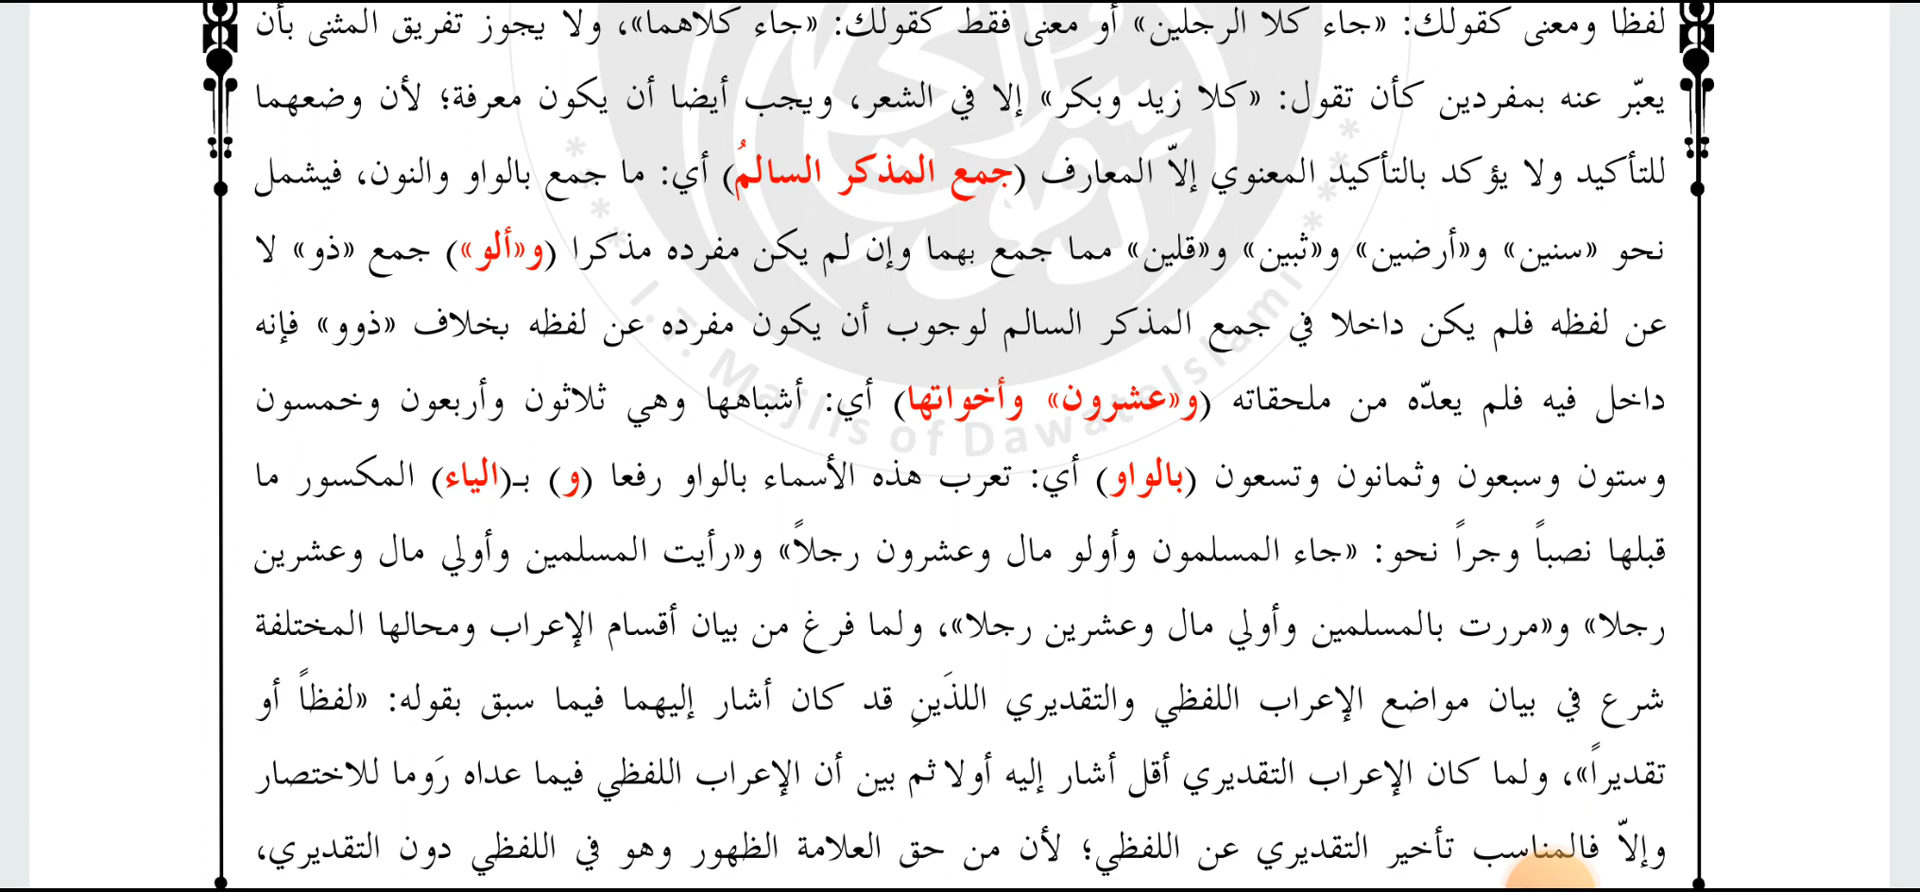 لفظا ومعنى كقولك: «جاء كلا الرجلين» أو معنى فقط كقولك: «جاء كلاهما»، ولا يجوز تفريق المثنى بأن
يعبّر عنه بمفردين كأن تقول: «كلا زيد وبكر» إلا في الشعر، ويجب أيضا أن يكون معرفة؛ لأن وضعهما
للتأكيد ولا يؤكد بالتأكيد المعنوي إلاّ المعارف (جمع المذكر السالمُ) أي: ما جمع بالواو والنون، فيشمل
نحو «سنين» و«أرضين» و«ثبين» و«قلين» مما جمع بهما وإن لم يكن مفرده مذكرا (و«ألو») جمع «ذو» لا
عن لفظه فلم يكن داخلا في جمع المذكر السالم لوجوب أن يكون مفرده عن لفظه بخلاف «ذوو» فإنه
داخل فيه فلم يعدّه من ملحقاته (و«عشرون» وأخواتها) أي: أشباهها وهي ثلاثون وأربعون وخمسون
وستون وسبعون وثمانون وتسعون (بالواو) أي: تعرب هذه الأسماء بالواو رفعا (و) بـ(الياء) المكسور ما
قبلها نصباً وجراً نحو: «جاء المسلمون وأولو مال وعشرون رجلاً» و«رأيت المسلمين وأولي مال وعشرين
رجلا» و«مررت بالمسلمين وأولي مال وعشرين رجلا»، ولما فرغ من بيان أقسام الإعراب ومحالها المختلفة
شرع في بيان مواضع الإعراب اللفظي والتقديري اللذَينِ قد كان أشار إليهما فيما سبق بقوله: «لفظاً أو
تقديراً»، ولما كان الإعراب التقديري أقل أشار إليه أولا ثم بين أن الإعراب اللفظي فيما عداه رَوما للاختصار
وإلاّ فالمناسب تأخير التقديري عن اللفظي؛ لأن من حق العلامة الظهور وهو في اللفظي دون التقديري،
I. T. Majlis of DawateIslami